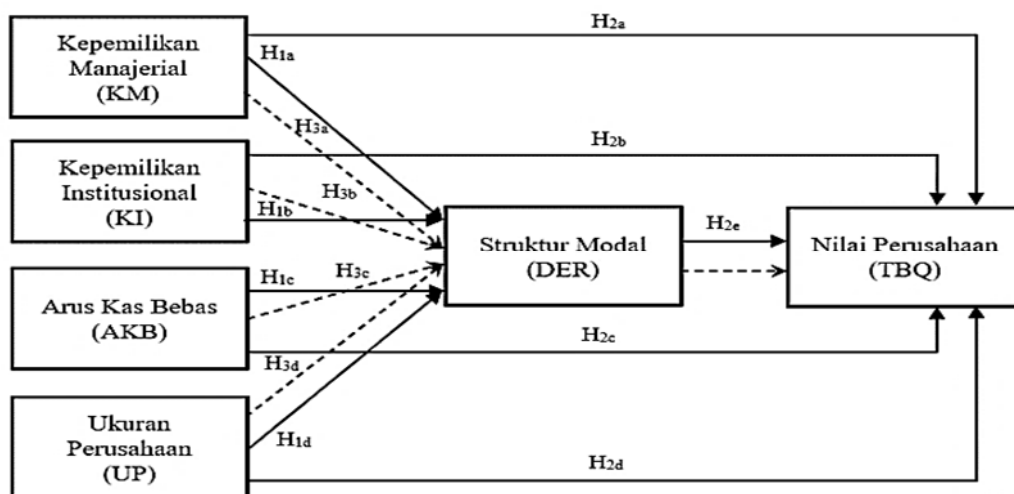 Kepemilikan
Manajerial
(KM)
H1a
H2a
H3a
Kepemilikan
Institusional
(KI)
H2b
H3b
H1b
Struktur Modal
(DER)
H2e
Nilai Perusahaan
(TBQ)
Arus Kas Bebas
(AKB)
H1c
H3c
H2c
H3d
Ukuran
Perusahaan
(UP)
H1d
H2d